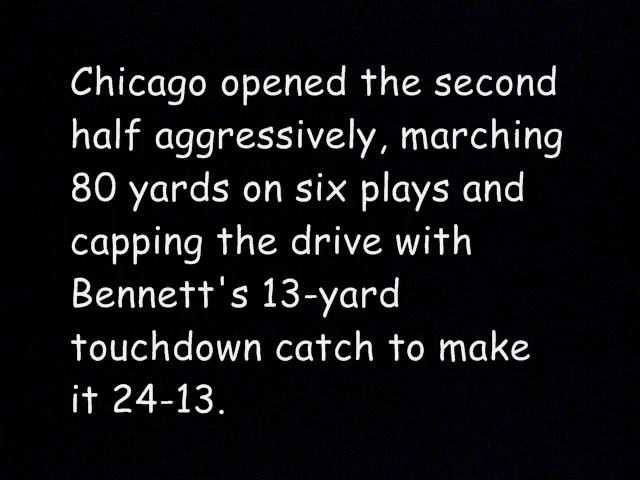 Chicago opened the second
half aggressively, marching
80 yards on six plays and
capping the drive with
Bennett's 13-yard
touchdown catch to make
it 24-13.